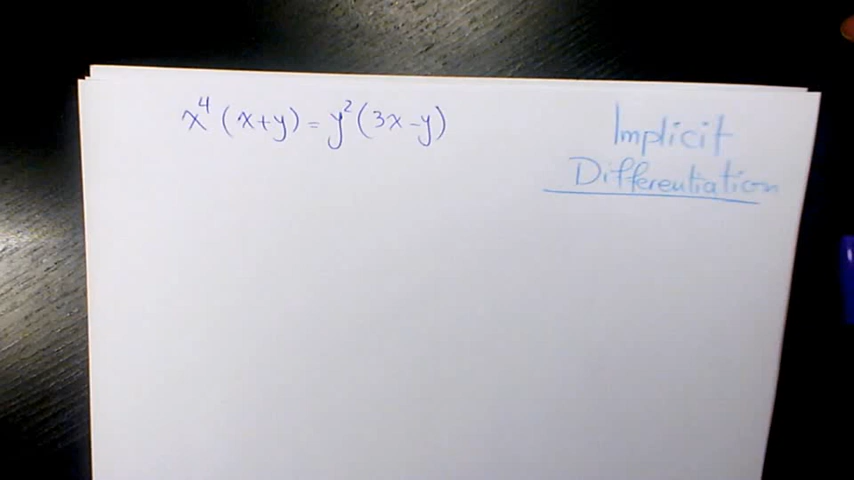 x⁴(x+y) = y²(3x-y)
Implicit
Differentiation